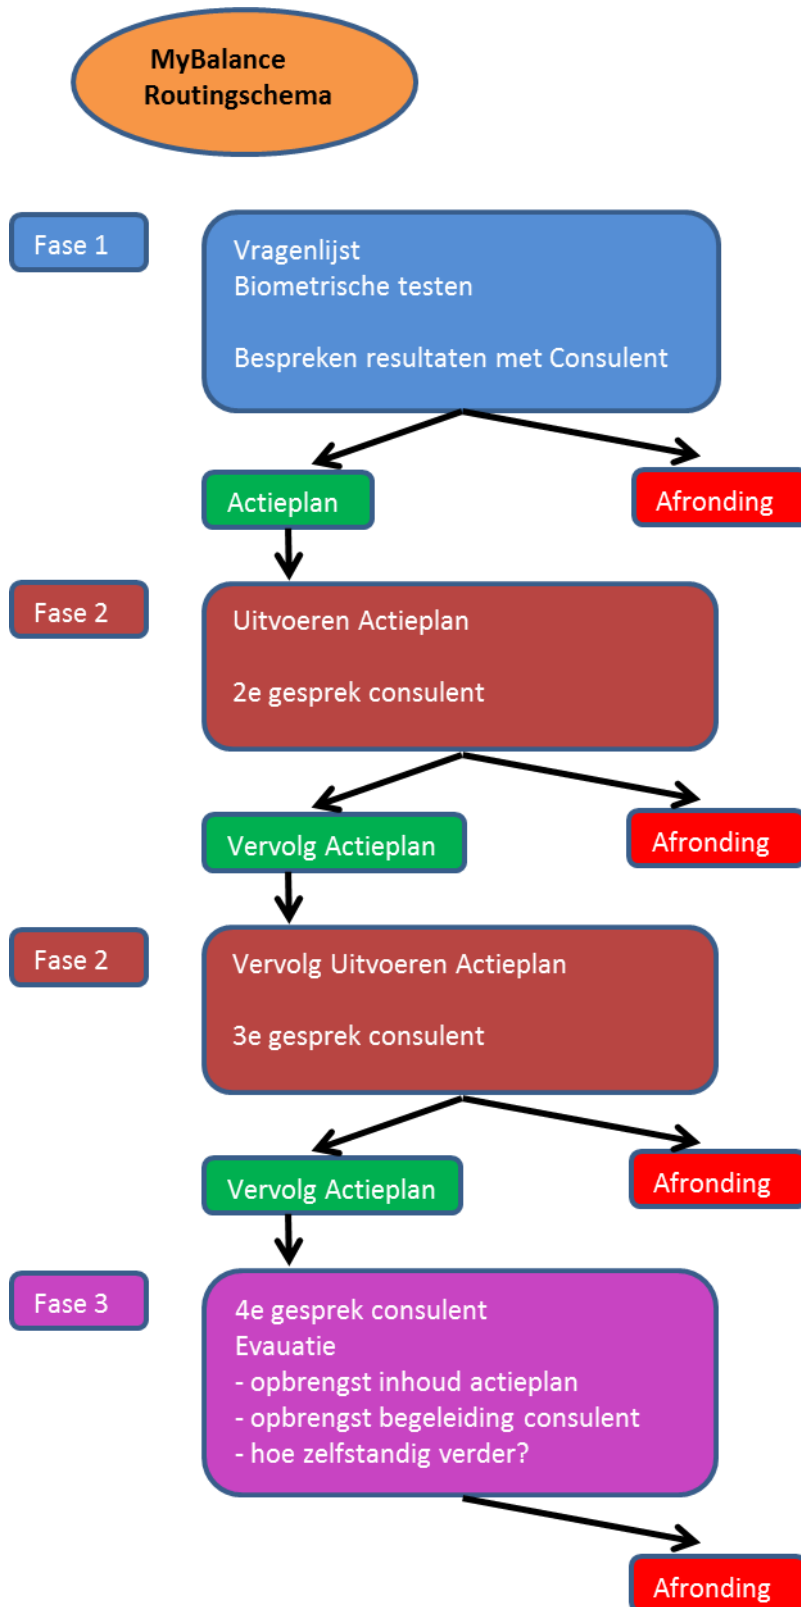 MyBalance
Routingschema
Fase 1
Vragenlijst
Biometrische testen
Bespreken resultaten met Consulent
Actieplan
Afronding
Fase 2
Uitvoeren Actieplan
2e gesprek consulent
Vervolg Actieplan
Afronding
Fase 2
Vervolg Uitvoeren Actieplan
3e gesprek consulent
Vervolg Actieplan
Afronding
Fase 3
4e gesprek consulent
Evauatie
- opbrengst inhoud actieplan
- opbrengst begeleiding consulent
- hoe zelfstandig verder?
Afronding